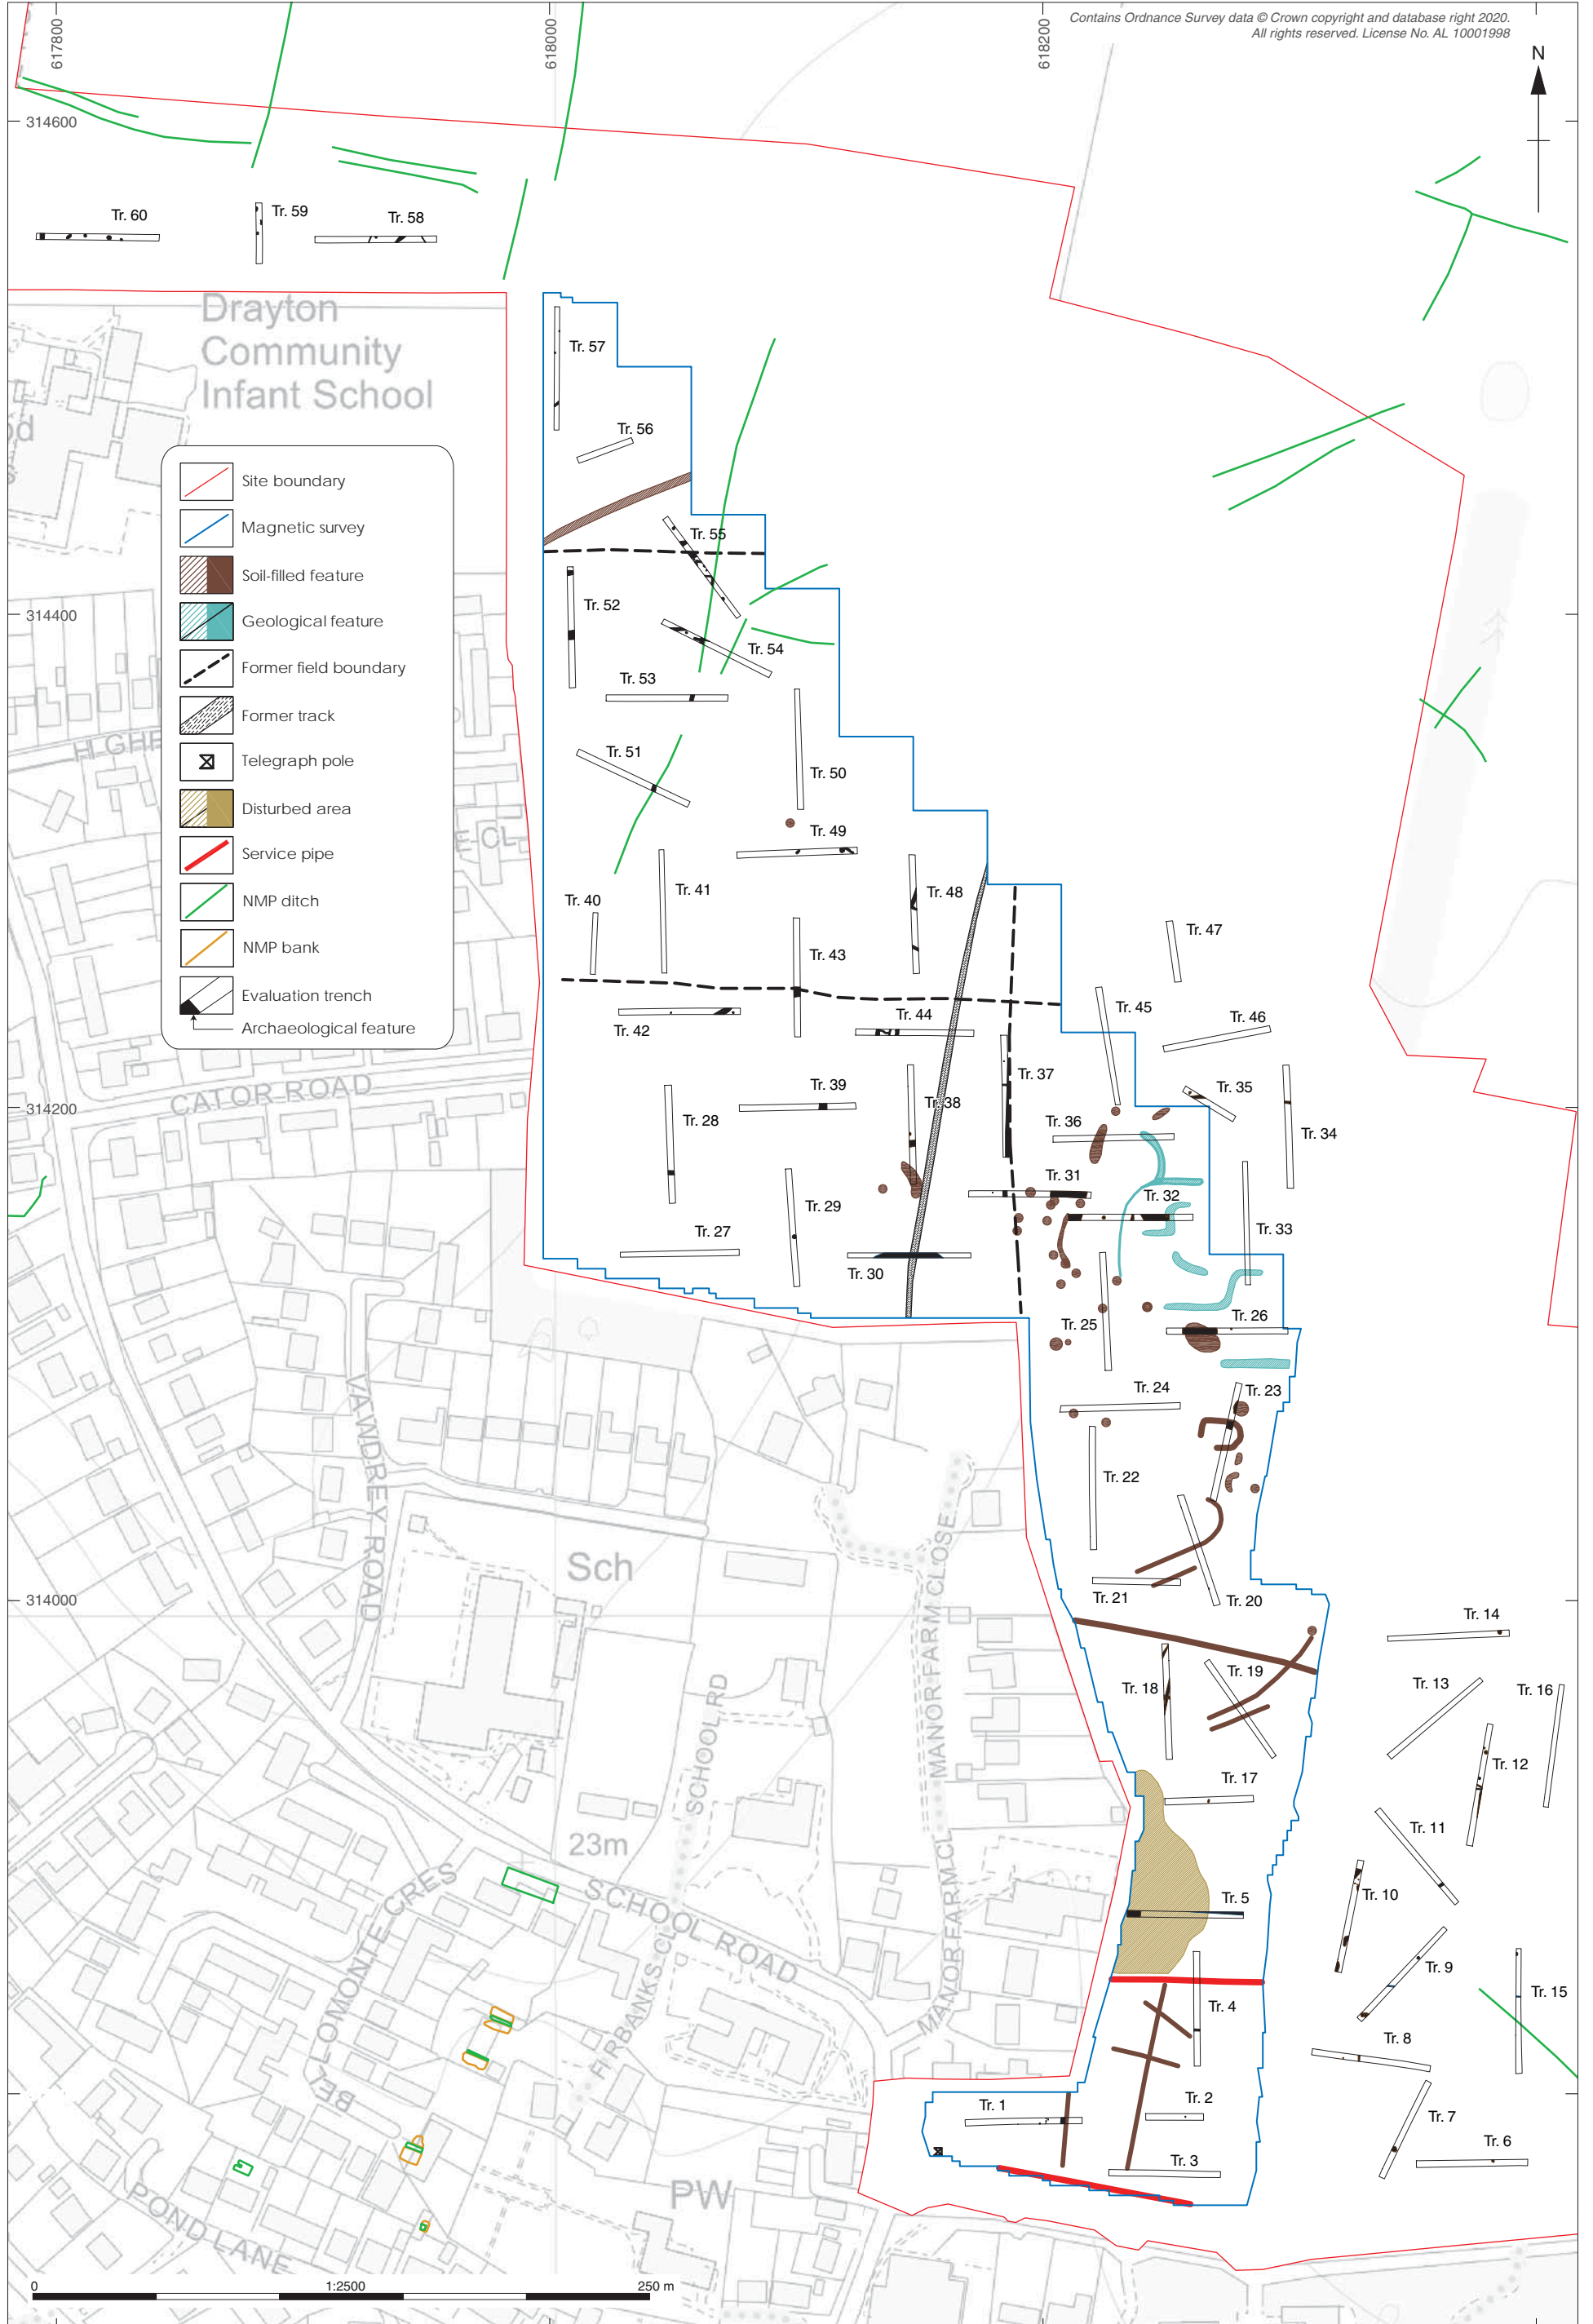 617800
618000
618200
Contains Ordnance Survey data © Crown copyright and database right 2020.
All rights reserved. License No. AL 10001998
N
314600
Tr. 60
Tr. 59
Tr. 58
Drayton
Community
Infant School
Tr. 57
Tr. 56
Site boundary
Magnetic survey
Soil-filled feature
Geological feature
Former field boundary
Former track
Telegraph pole
Disturbed area
Service pipe
NMP ditch
NMP bank
Evaluation trench
Archaeological feature
Tr. 55
314400
Tr. 52
Tr. 54
Tr. 53
Tr. 51
Tr. 50
Tr. 49
Tr. 48
Tr. 41
Tr. 40
Tr. 47
Tr. 43
Tr. 45
Tr. 44
Tr. 46
Tr. 42
Tr. 37
Tr. 39
Tr. 35
CATOR ROAD
314200
Tr. 28
Tr. 38
Tr. 36
Tr. 34
Tr. 31
Tr. 32
Tr. 29
Tr. 33
Tr. 27
Tr. 30
Tr. 25
Tr. 26
Tr. 24
Tr. 23
VAWDREY ROAD
Tr. 22
MANOR FARM CLOSE
Sch
314000
Tr. 21
Tr. 20
Tr. 14
Tr. 19
Tr. 18
Tr. 13
Tr. 16
SCHOOL RD
Tr. 12
Tr. 17
Tr. 11
23m
MANOR FARM CL
BELLOMONTE CRES
SCHOOL ROAD
Tr. 10
Tr. 5
FIRBANKS CL
Tr. 9
Tr. 15
Tr. 4
Tr. 8
Tr. 1
Tr. 2
Tr. 7
Tr. 3
Tr. 6
PW
POND LANE
0
1:2500
250 m